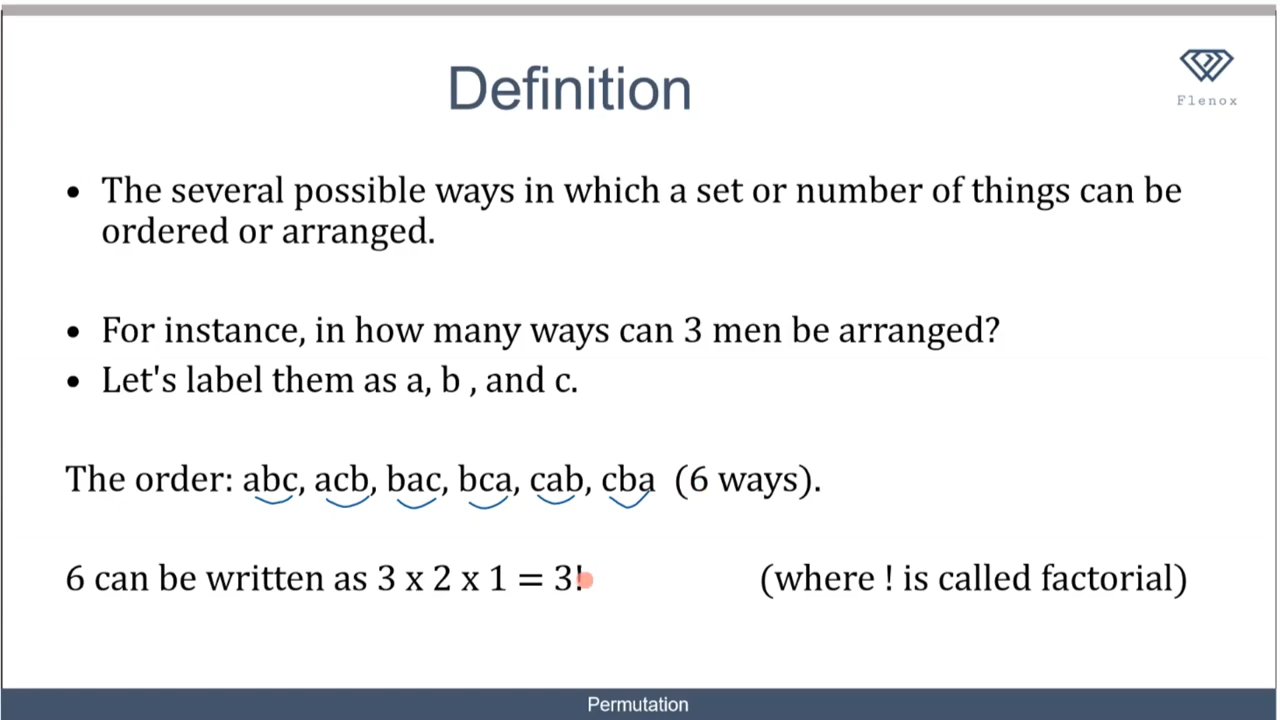 Definition
Flenox
• The several possible ways in which a set or number of things can be
ordered or arranged.
• For instance, in how many ways can 3 men be arranged?
• Let's label them as a, b , and c.
The order: abc, acb, bac, bca, cab, cba (6 ways).
6 can be written as 3 x 2 x 1 = 3! (where ! is called factorial)
Permutation